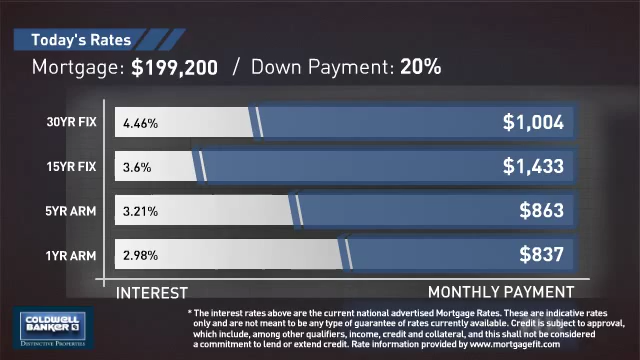 Today's Rates
Mortgage: $199,200 / Down Payment: 20%
30YR FIX 4.46% $1,004
15YR FIX 3.6% $1,433
5YR ARM 3.21% $863
1YR ARM 2.98% $837
INTEREST MONTHLY PAYMENT
COLDWELL
BANKER
DISTINCTIVE PROPERTIES
* The interest rates above are the current national advertised Mortgage Rates. These are indicative rates
only and are not meant to be any type of guarantee of rates currently available. Credit is subject to approval,
which include, among other qualifiers, income, credit and collateral, and this shall not be considered
a commitment to lend or extend credit. Rate information provided by www.mortgagefit.com